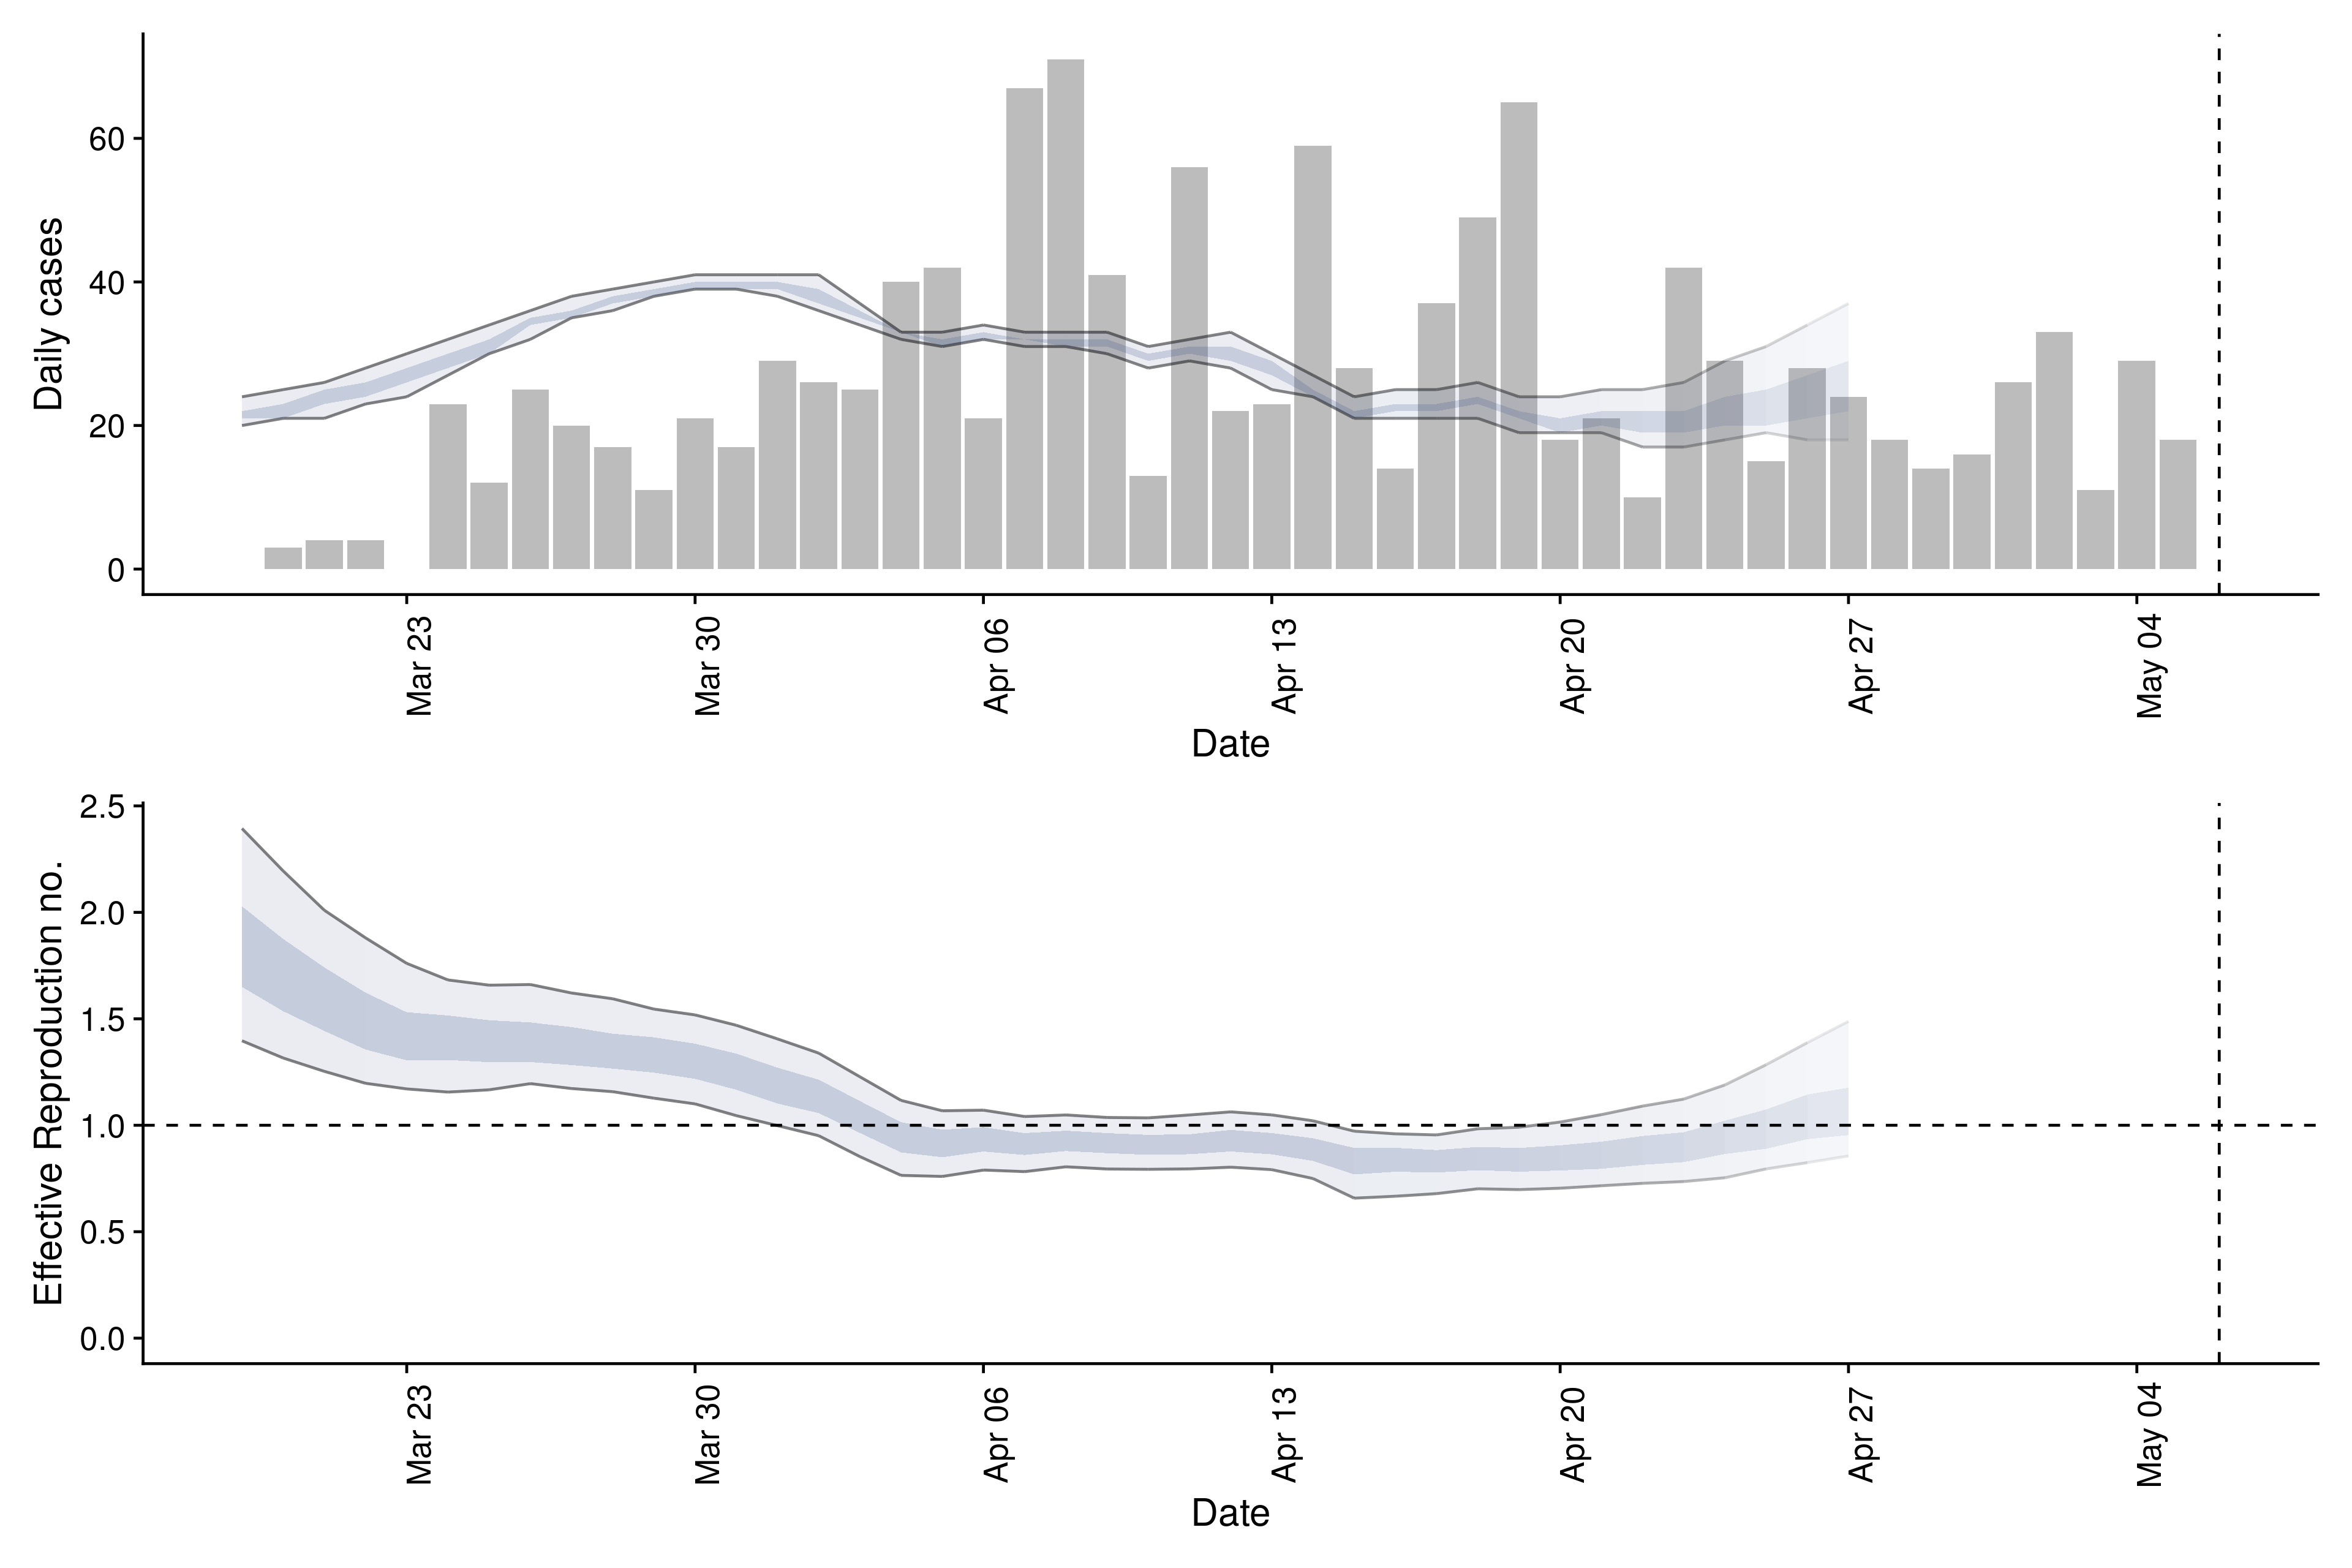 Daily cases
60
40
20
0
Mar 23
Mar 30
Apr 06
Apr 13
Apr 20
Apr 27
May 04
Date
Effective Reproduction no.
2.5
2.0
1.5
1.0
0.5
0.0
Mar 23
Mar 30
Apr 06
Apr 13
Apr 20
Apr 27
May 04
Date